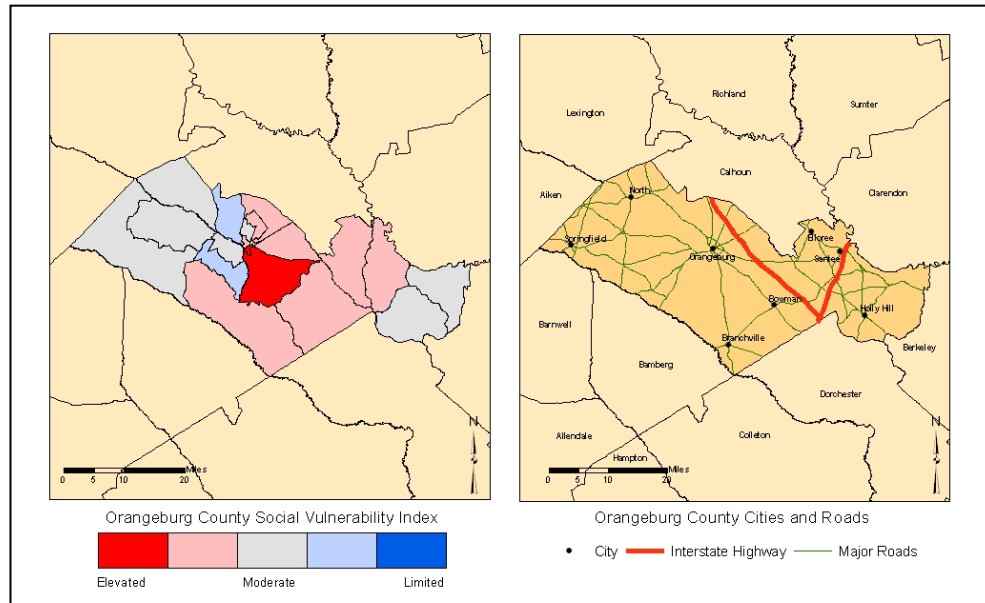 N
0 5 10 20
Miles
Orangeburg County Social Vulnerability Index
Elevated Moderate Limited
Richland
Lexington
Sumter
Calhoun
Aiken
Clarendon
North
Elloree
Springfield
Orangeburg
Santee
Bowman
Holly Hill
Barnwell
Branchville
Berkeley
Bamberg
Dorchester
Allendale
Colleton
Hampton
N
0 5 10 20
Miles
Orangeburg County Cities and Roads
City Interstate Highway Major Roads